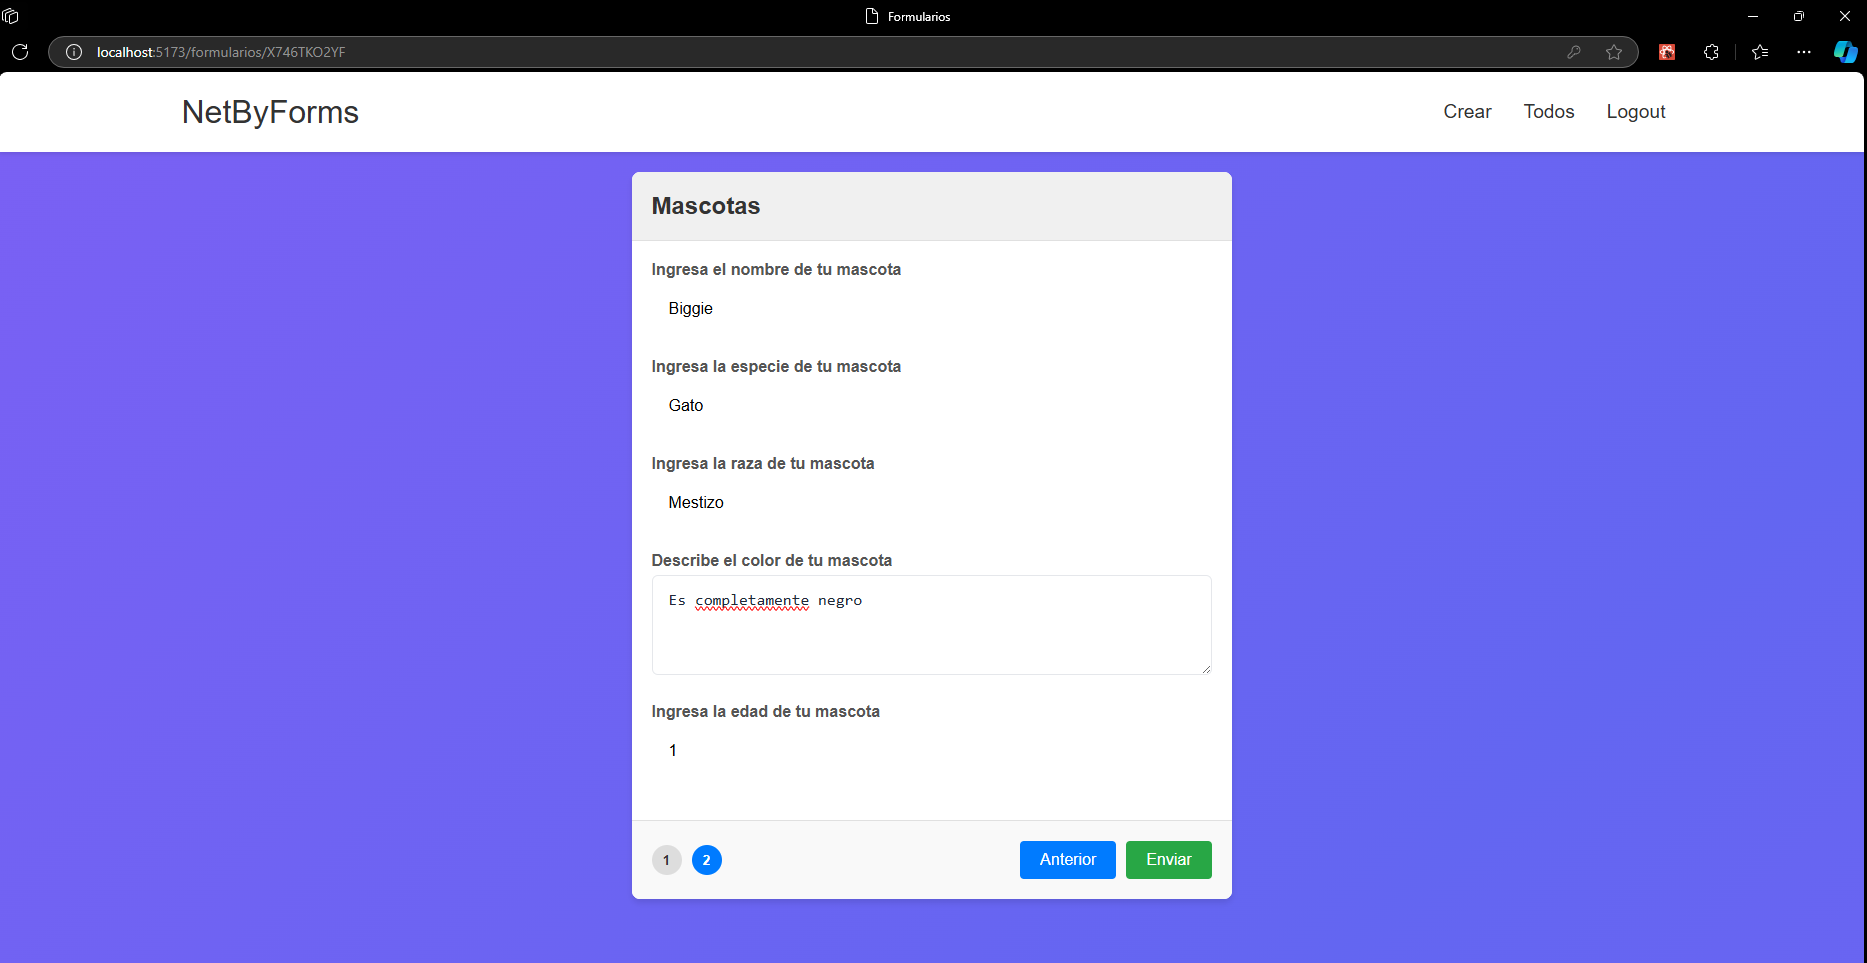 Formularios
localhost:5173/formularios/X746TKO2YF
NetByForms
Crear Todos Logout
Mascotas
Ingresa el nombre de tu mascota
Biggie
Ingresa la especie de tu mascota
Gato
Ingresa la raza de tu mascota
Mestizo
Describe el color de tu mascota
Es completamente negro
Ingresa la edad de tu mascota
1
1 2 Anterior Enviar